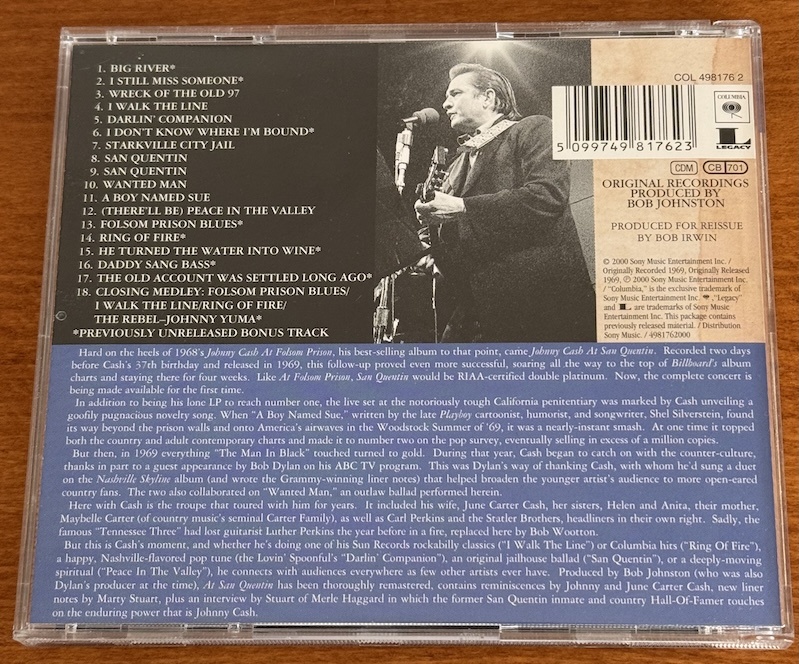 1. BIG RIVER*
2. I STILL MISS SOMEONE*
3. WRECK OF THE OLD 97
4. I WALK THE LINE
5. DARLIN' COMPANION
6. I DON'T KNOW WHERE I'M BOUND*
7. STARKVILLE CITY JAIL
8. SAN QUENTIN
9. SAN QUENTIN
10. WANTED MAN
11. A BOY NAMED SUE
12. (THERE'LL BE) PEACE IN THE VALLEY
13. FOLSOM PRISON BLUES*
14. RING OF FIRE*
15. HE TURNED THE WATER INTO WINE*
16. DADDY SANG BASS*
17. THE OLD ACCOUNT WAS SETTLED LONG AGO*
18. CLOSING MEDLEY: FOLSOM PRISON BLUES/
I WALK THE LINE/RING OF FIRE/
THE REBEL–JOHNNY YUMA*
*PREVIOUSLY UNRELEASED BONUS TRACK
COL 498176 2
5 099749 817623
COLUMBIA
LEGACY
CDM CB 701
ORIGINAL RECORDINGS
PRODUCED BY
BOB JOHNSTON
PRODUCED FOR REISSUE
BY BOB IRWIN
© 2000 Sony Music Entertainment Inc. /
Originally Recorded 1969, Originally Released
1969, ℗ 2000 Sony Music Entertainment Inc.
/ "Columbia," is the exclusive trademark of
Sony Music Entertainment Inc. "Legacy"
and L are trademarks of Sony Music
Entertainment Inc. This package contains
previously released material. / Distribution
Sony Music. / 4981762000
Hard on the heels of 1968's Johnny Cash At Folsom Prison, his best-selling album to that point, came Johnny Cash At San Quentin. Recorded two days
before Cash's 37th birthday and released in 1969, this follow-up proved even more successful, soaring all the way to the top of Billboard's album
charts and staying there for four weeks. Like At Folsom Prison, San Quentin would be RIAA-certified double platinum. Now, the complete concert is
being made available for the first time.
In addition to being his lone LP to reach number one, the live set at the notoriously tough California penitentiary was marked by Cash unveiling a
goofily pugnacious novelty song. When "A Boy Named Sue," written by the late Playboy cartoonist, humorist, and songwriter, Shel Silverstein, found
its way beyond the prison walls and onto America's airwaves in the Woodstock Summer of '69, it was a nearly-instant smash. At one time it topped
both the country and adult contemporary charts and made it to number two on the pop survey, eventually selling in excess of a million copies.
But then, in 1969 everything "The Man In Black" touched turned to gold. During that year, Cash began to catch on with the counter-culture,
thanks in part to a guest appearance by Bob Dylan on his ABC TV program. This was Dylan's way of thanking Cash, with whom he'd sung a duet
on the Nashville Skyline album (and wrote the Grammy-winning liner notes) that helped broaden the younger artist's audience to more open-eared
country fans. The two also collaborated on "Wanted Man," an outlaw ballad performed herein.
Here with Cash is the troupe that toured with him for years. It included his wife, June Carter Cash, her sisters, Helen and Anita, their mother,
Maybelle Carter (of country music's seminal Carter Family), as well as Carl Perkins and the Statler Brothers, headliners in their own right. Sadly, the
famous "Tennessee Three" had lost guitarist Luther Perkins the year before in a fire, replaced here by Bob Wootton.
But this is Cash's moment, and whether he's doing one of his Sun Records rockabilly classics ("I Walk The Line") or Columbia hits ("Ring Of Fire"),
a happy, Nashville-flavored pop tune (the Lovin' Spoonful's "Darlin' Companion"), an original jailhouse ballad ("San Quentin"), or a deeply-moving
spiritual ("Peace In The Valley"), he connects with audiences everywhere as few other artists ever have. Produced by Bob Johnston (who was also
Dylan's producer at the time), At San Quentin has been thoroughly remastered, contains reminiscences by Johnny and June Carter Cash, new liner
notes by Marty Stuart, plus an interview by Stuart of Merle Haggard in which the former San Quentin inmate and country Hall-Of-Famer touches
on the enduring power that is Johnny Cash.